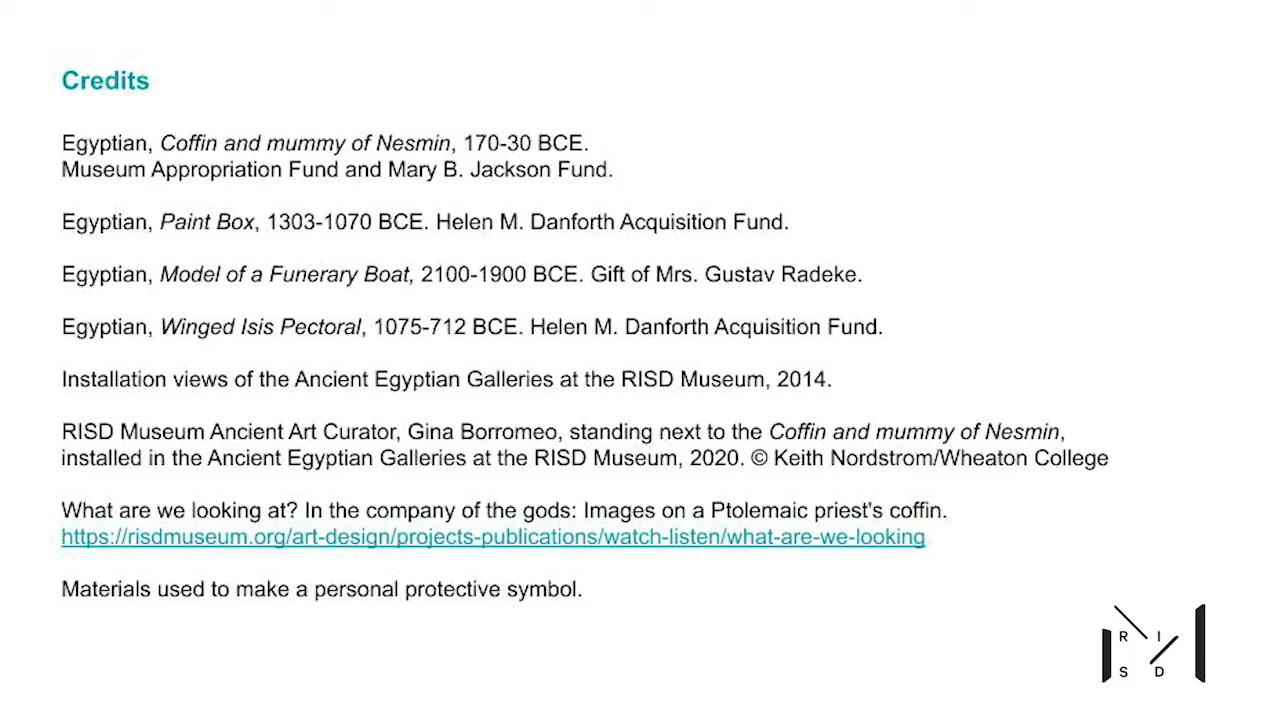 Credits
Egyptian, Coffin and mummy of Nesmin, 170-30 BCE.
Museum Appropriation Fund and Mary B. Jackson Fund.
Egyptian, Paint Box, 1303-1070 BCE. Helen M. Danforth Acquisition Fund.
Egyptian, Model of a Funerary Boat, 2100-1900 BCE. Gift of Mrs. Gustav Radeke.
Egyptian, Winged Isis Pectoral, 1075-712 BCE. Helen M. Danforth Acquisition Fund.
Installation views of the Ancient Egyptian Galleries at the RISD Museum, 2014.
RISD Museum Ancient Art Curator, Gina Borromeo, standing next to the Coffin and mummy of Nesmin,
installed in the Ancient Egyptian Galleries at the RISD Museum, 2020. © Keith Nordstrom/Wheaton College
What are we looking at? In the company of the gods: Images on a Ptolemaic priest's coffin.
https://risdmuseum.org/art-design/projects-publications/watch-listen/what-are-we-looking
Materials used to make a personal protective symbol.
R I
S D